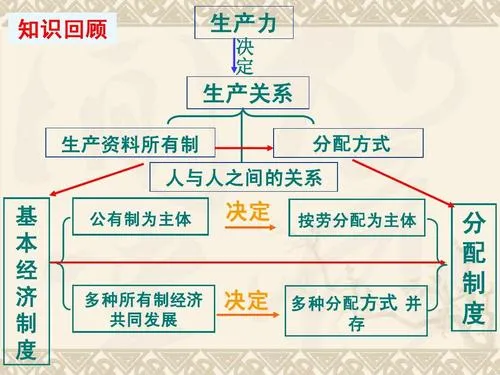 知识回顾
生产力
决定
生产关系
生产资料所有制
分配方式
人与人之间的关系
基本经济制度
公有制为主体
决定
按劳分配为主体
分配制度
多种所有制经济
共同发展
决定
多种分配方式 并
存